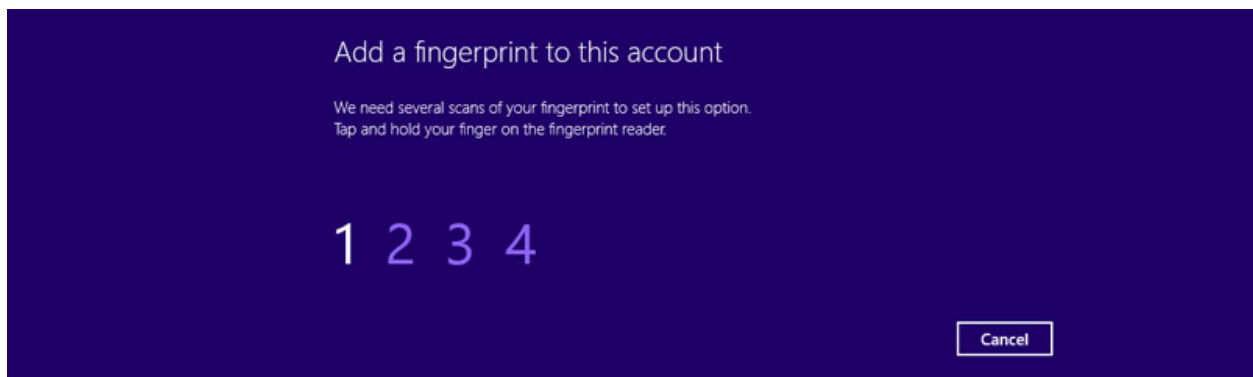 Add a fingerprint to this account
We need several scans of your fingerprint to set up this option.
Tap and hold your finger on the fingerprint reader.
1 2 3 4
Cancel